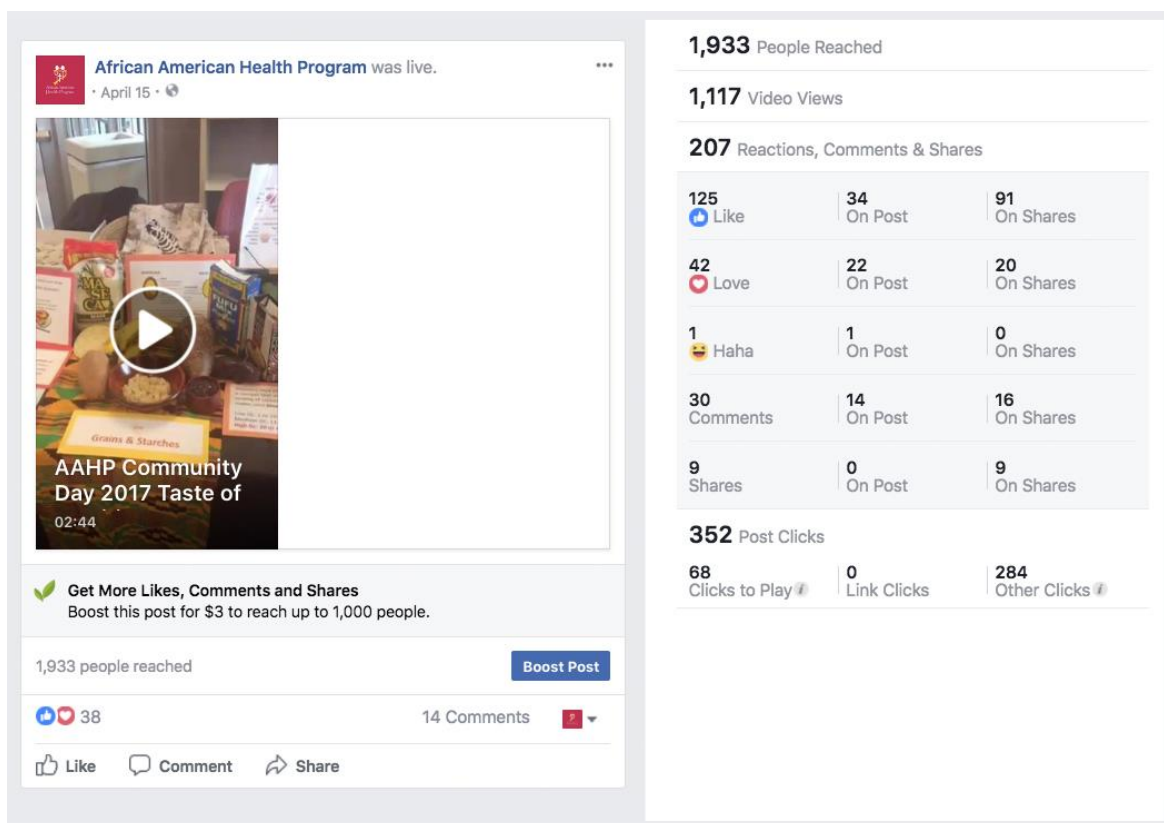 African American Health Program was live.
· April 15 ·
MASECA
FUFU
Grains & Starches
AAHP Community
Day 2017 Taste of
02:44
Get More Likes, Comments and Shares
Boost this post for $3 to reach up to 1,000 people.
1,933 people reached
Boost Post
38
14 Comments
Like Comment Share
1,933 People Reached
1,117 Video Views
207 Reactions, Comments & Shares
125 34 91
Like On Post On Shares
42 22 20
Love On Post On Shares
1 1 0
Haha On Post On Shares
30 14 16
Comments On Post On Shares
9 0 9
Shares On Post On Shares
352 Post Clicks
68 0 284
Clicks to Play Link Clicks Other Clicks